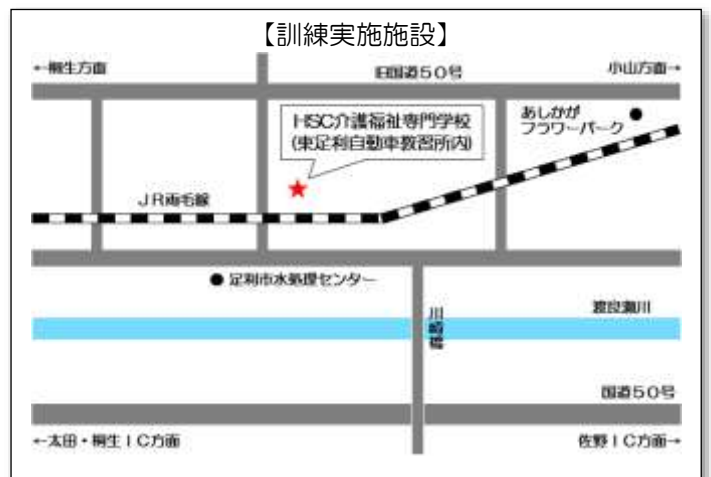 【訓練実施施設】
←桐生方面
旧国道50号
小山方面→
HSC介護福祉専門学校
(東足利自動車教習所内)
あしかが
フラワーパーク
JR両毛線
足利市水処理センター
川崎橋
渡良瀬川
国道50号
←太田・桐生IC方面
佐野IC方面→